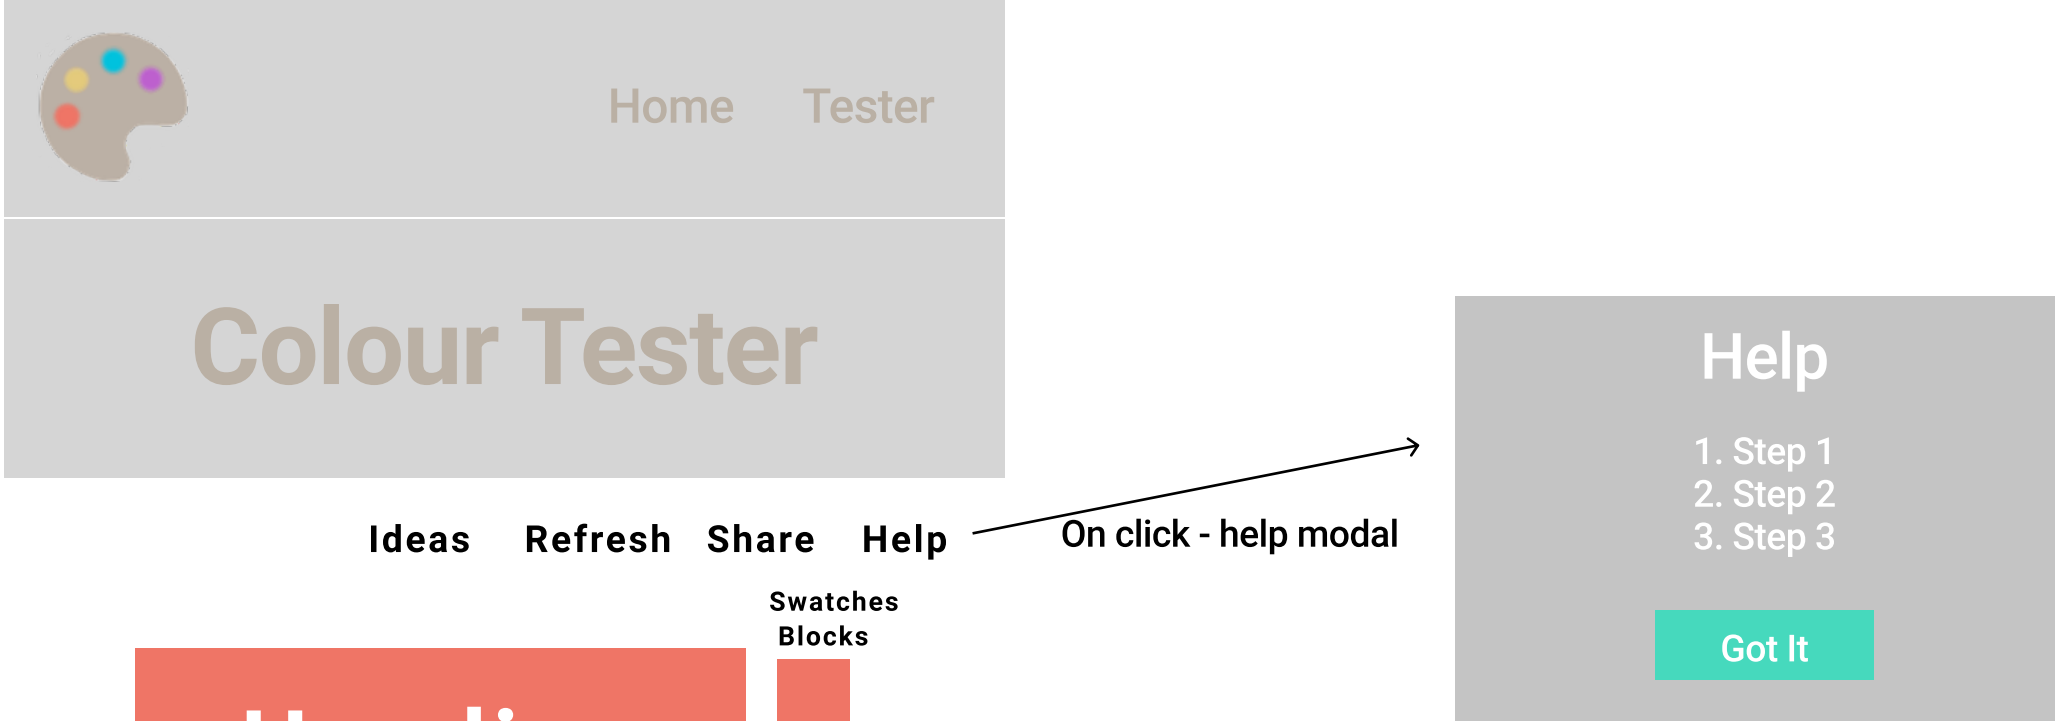 Home Tester
Colour Tester
Ideas Refresh Share Help
On click - help modal
Swatches
Blocks
Help
1. Step 1
2. Step 2
3. Step 3
Got It